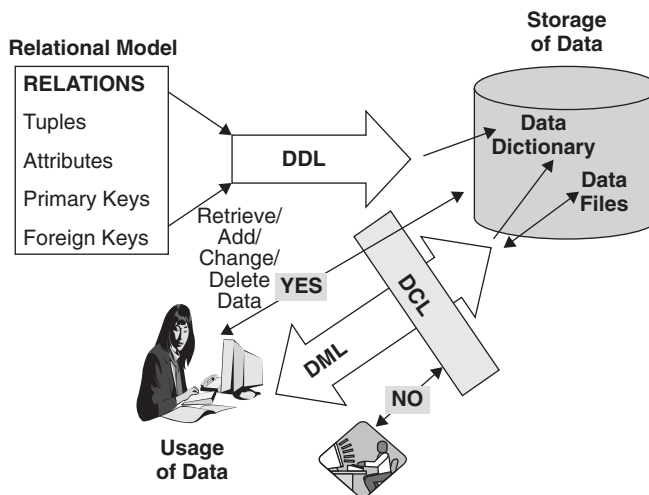 Relational Model
RELATIONS
Tuples
Attributes
Primary Keys
Foreign Keys
DDL
Storage
of Data
Data
Dictionary
Data
Files
Retrieve/
Add/
Change/
Delete
Data
YES
DCL
DML
NO
Usage
of Data